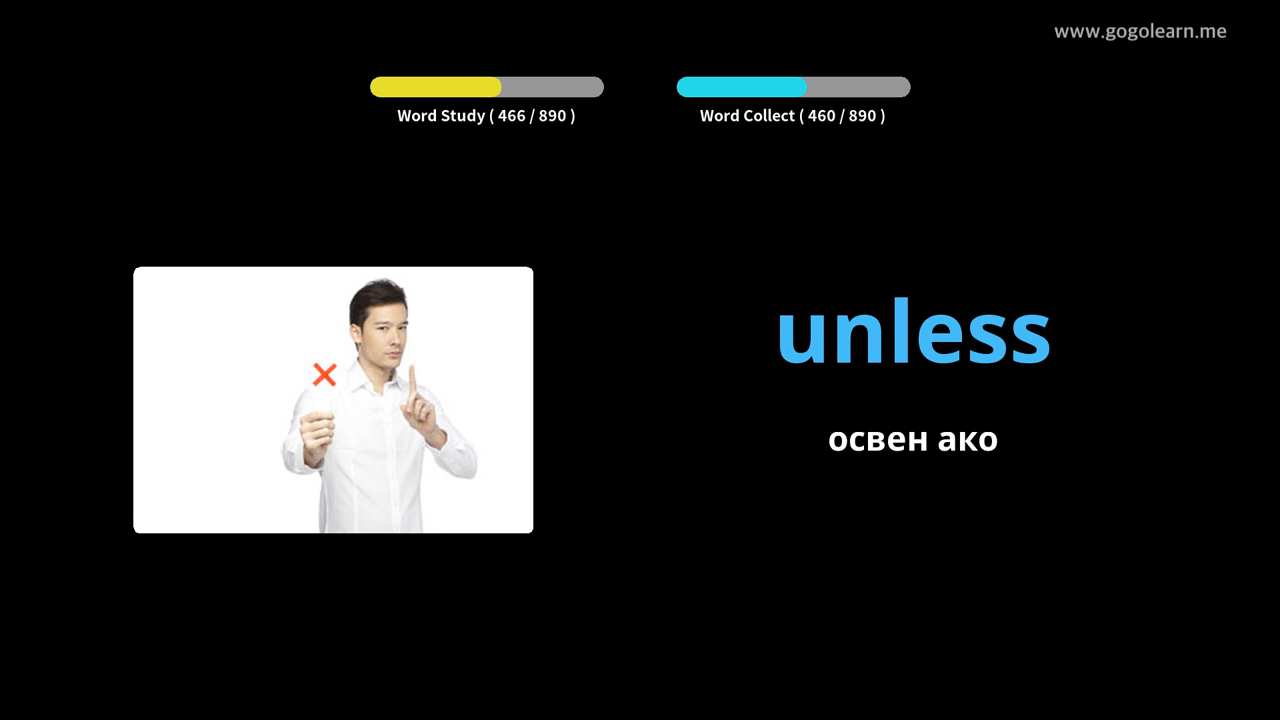 www.gogolearn.me
Word Study ( 466 / 890 )
Word Collect ( 460 / 890 )
unless
освен ако